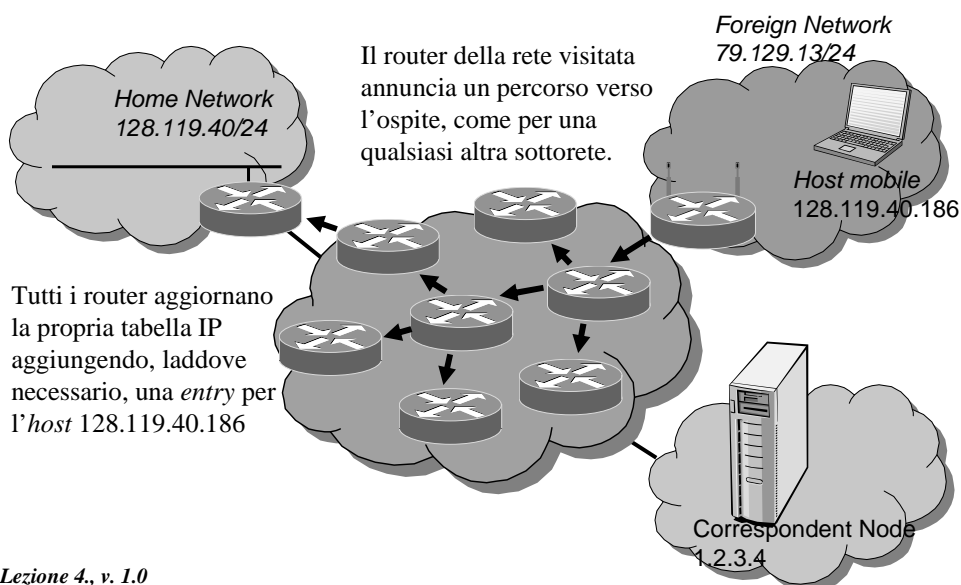 Foreign Network
79.129.13/24
Il router della rete visitata
annuncia un percorso verso
l'ospite, come per una
qualsiasi altra sottorete.
Home Network
128.119.40/24
Host mobile
128.119.40.186
Tutti i router aggiornano
la propria tabella IP
aggiungendo, laddove
necessario, una entry per
l'host 128.119.40.186
Correspondent Node
1.2.3.4
Lezione 4., v. 1.0